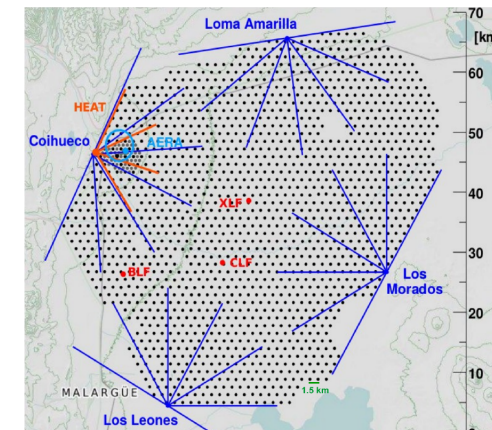 Loma Amarilla
70
[km
60
HEAT
50
Coihueco
AERA
40
XLF
30
CLF
BLF
Los
Morados
20
10
1.5 km
MALARGÜE
Los Leones